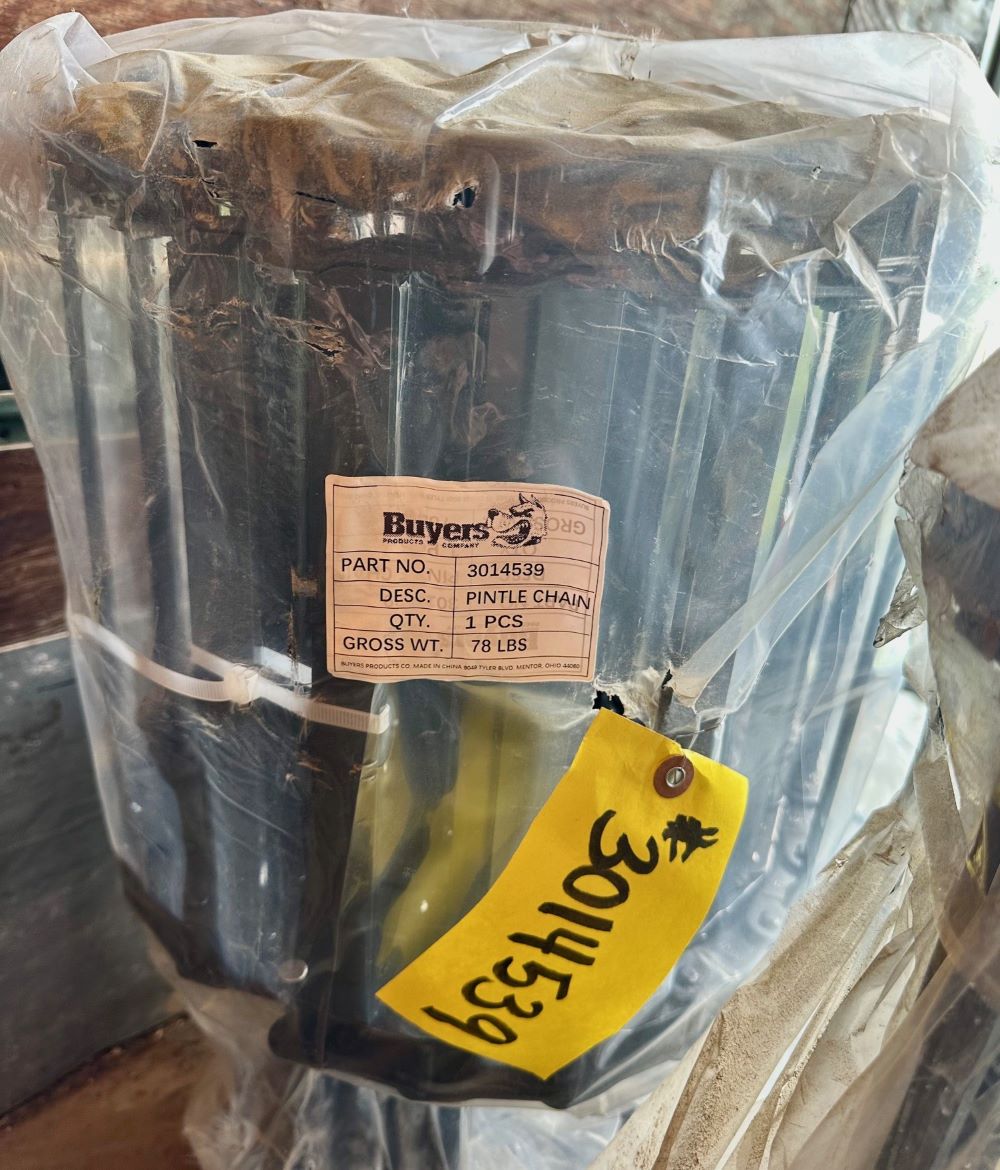 Buyers
PRODUCTS COMPANY
PART NO. 3014539
DESC. PINTLE CHAIN
QTY. 1 PCS
GROSS WT. 78 LBS
BUYERS PRODUCTS CO. MADE IN CHINA 9049 TYLER BLVD. MENTOR, OHIO 44060
#3014539